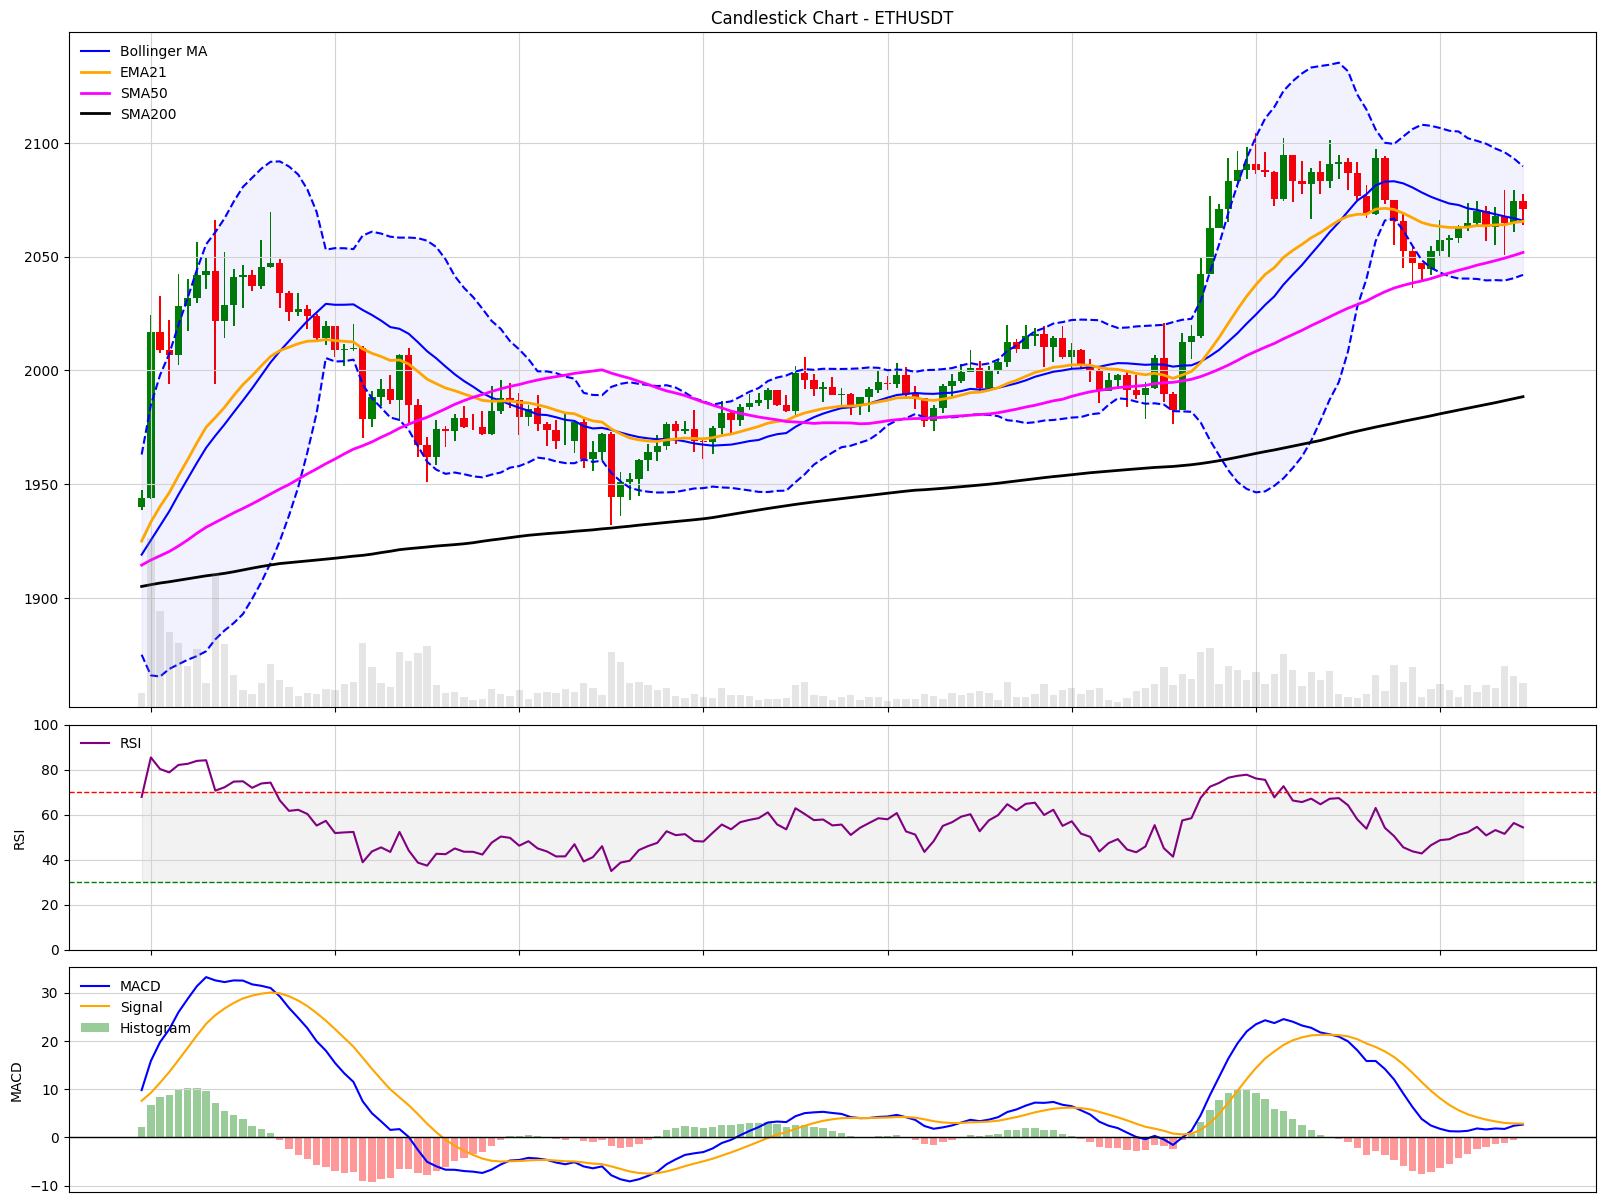 Candlestick Chart - ETHUSDT
Bollinger MA
EMA21
SMA50
SMA200
2100
2050
2000
1950
1900
RSI
RSI
100
80
60
40
20
0
MACD
Signal
Histogram
MACD
30
20
10
0
−10